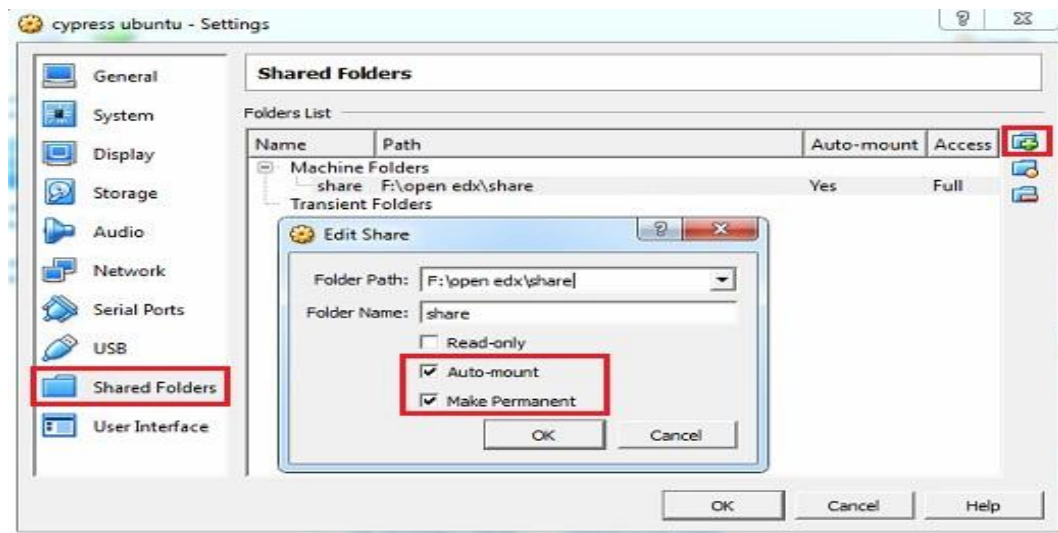 cypress ubuntu - Settings
General
System
Display
Storage
Audio
Network
Serial Ports
USB
Shared Folders
User Interface
Shared Folders
Folders List
Name Path Auto-mount Access
Machine Folders
share F:\open edx\share Yes Full
Transient Folders
Edit Share
Folder Path: F:\open edx\share
Folder Name: share
Read-only
Auto-mount
Make Permanent
OK Cancel
OK Cancel Help